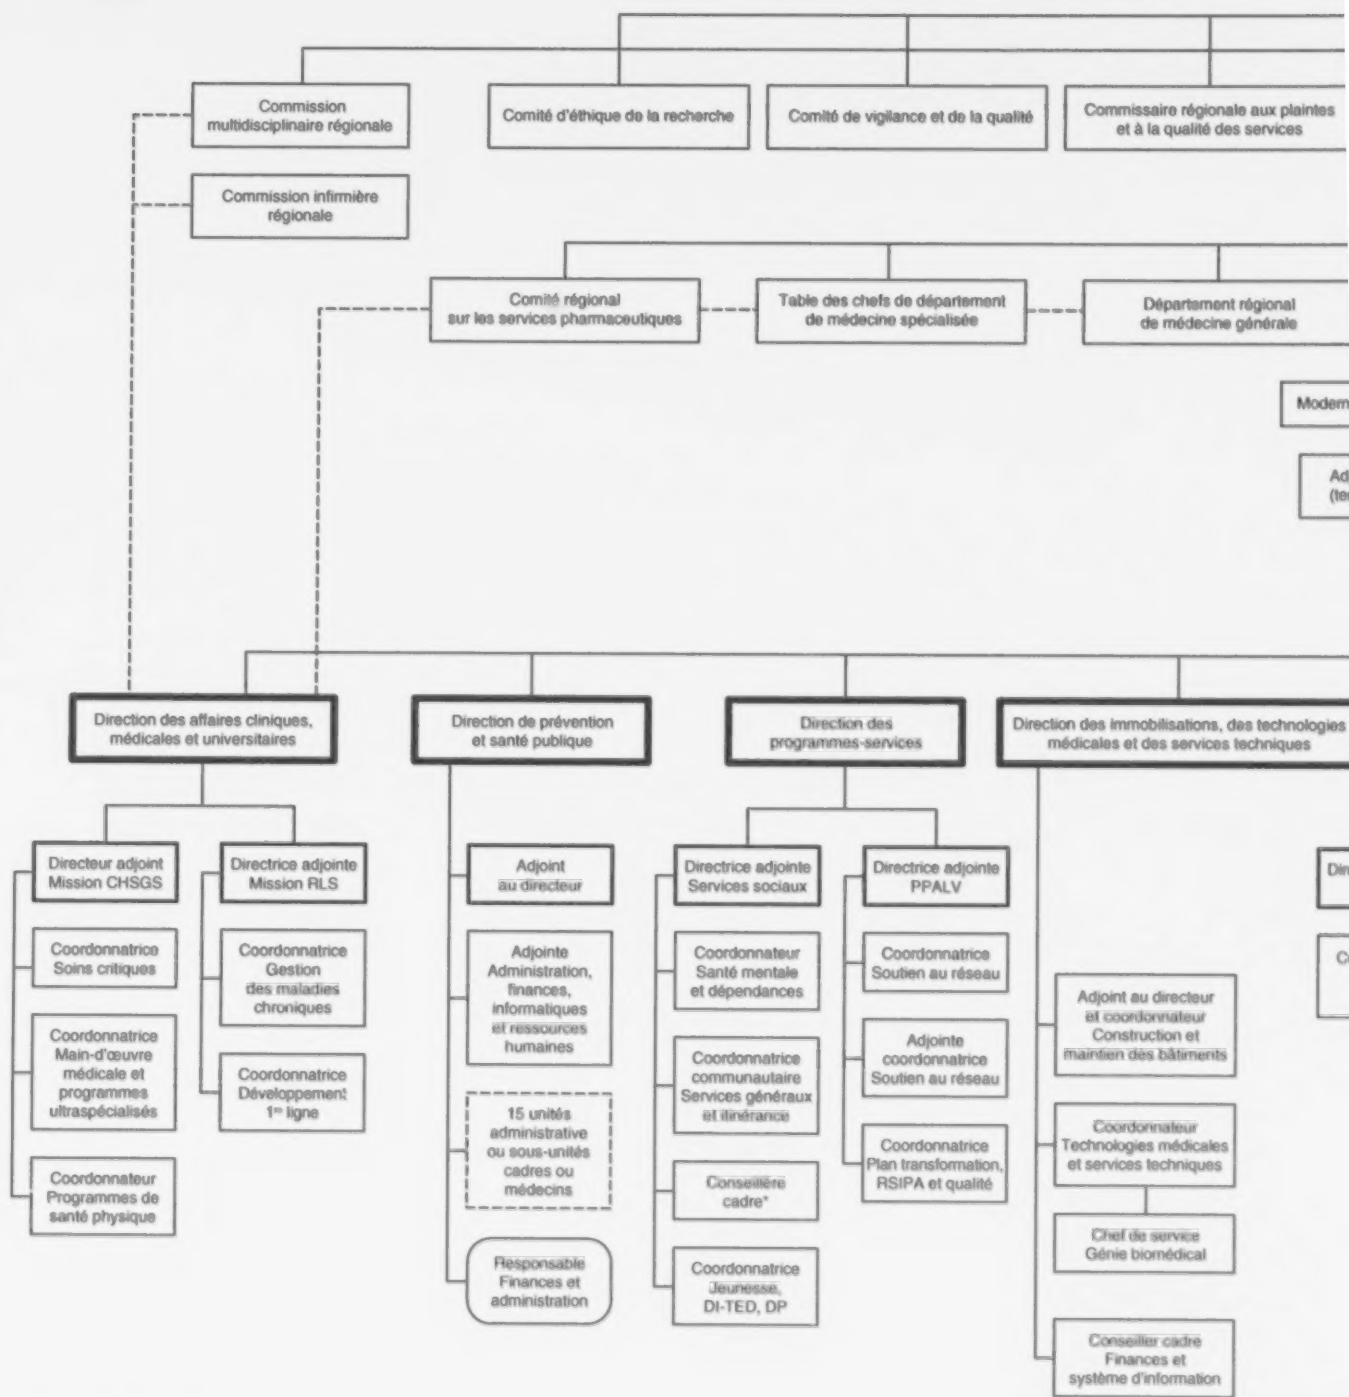 Commission
multidisciplinaire régionale
Comité d'éthique de la recherche
Comité de vigilance et de la qualité
Commissaire régionale aux plaintes
et à la qualité des services
Commission infirmière
régionale
Comité régional
sur les services pharmaceutiques
Table des chefs de département
de médecine spécialisée
Département régional
de médecine générale
Modern
Ad
(te
Direction des affaires cliniques,
médicales et universitaires
Direction de prévention
et santé publique
Direction des
programmes-services
Direction des immobilisations, des technologies
médicales et des services techniques
Directeur adjoint
Mission CHSGS
Coordonnatrice
Soins critiques
Coordonnatrice
Main-d'œuvre
médicale et
programmes
ultraspécialisés
Coordonnateur
Programmes de
santé physique
Directrice adjointe
Mission RLS
Coordonnatrice
Gestion
des maladies
chroniques
Coordonnatrice
Développement
1re ligne
Adjoint
au directeur
Adjointe
Administration,
finances,
informatiques
et ressources
humaines
15 unités
administrative
ou sous-unités
cadres ou
médecins
Responsable
Finances et
administration
Directrice adjointe
Services sociaux
Coordonnateur
Santé mentale
et dépendances
Coordonnatrice
communautaire
Services généraux
et itinérance
Conseillère
cadre*
Coordonnatrice
Jeunesse,
DI-TED, DP
Directrice adjointe
PPALV
Coordonnatrice
Soutien au réseau
Adjointe
coordonnatrice
Soutien au réseau
Coordonnatrice
Plan transformation,
RSIPA et qualité
Adjoint au directeur
et coordonnateur
Construction et
maintien des bâtiments
Coordonnateur
Technologies médicales
et services techniques
Chef de service
Génie biomédical
Conseiller cadre
Finances et
système d'information
Dir
C